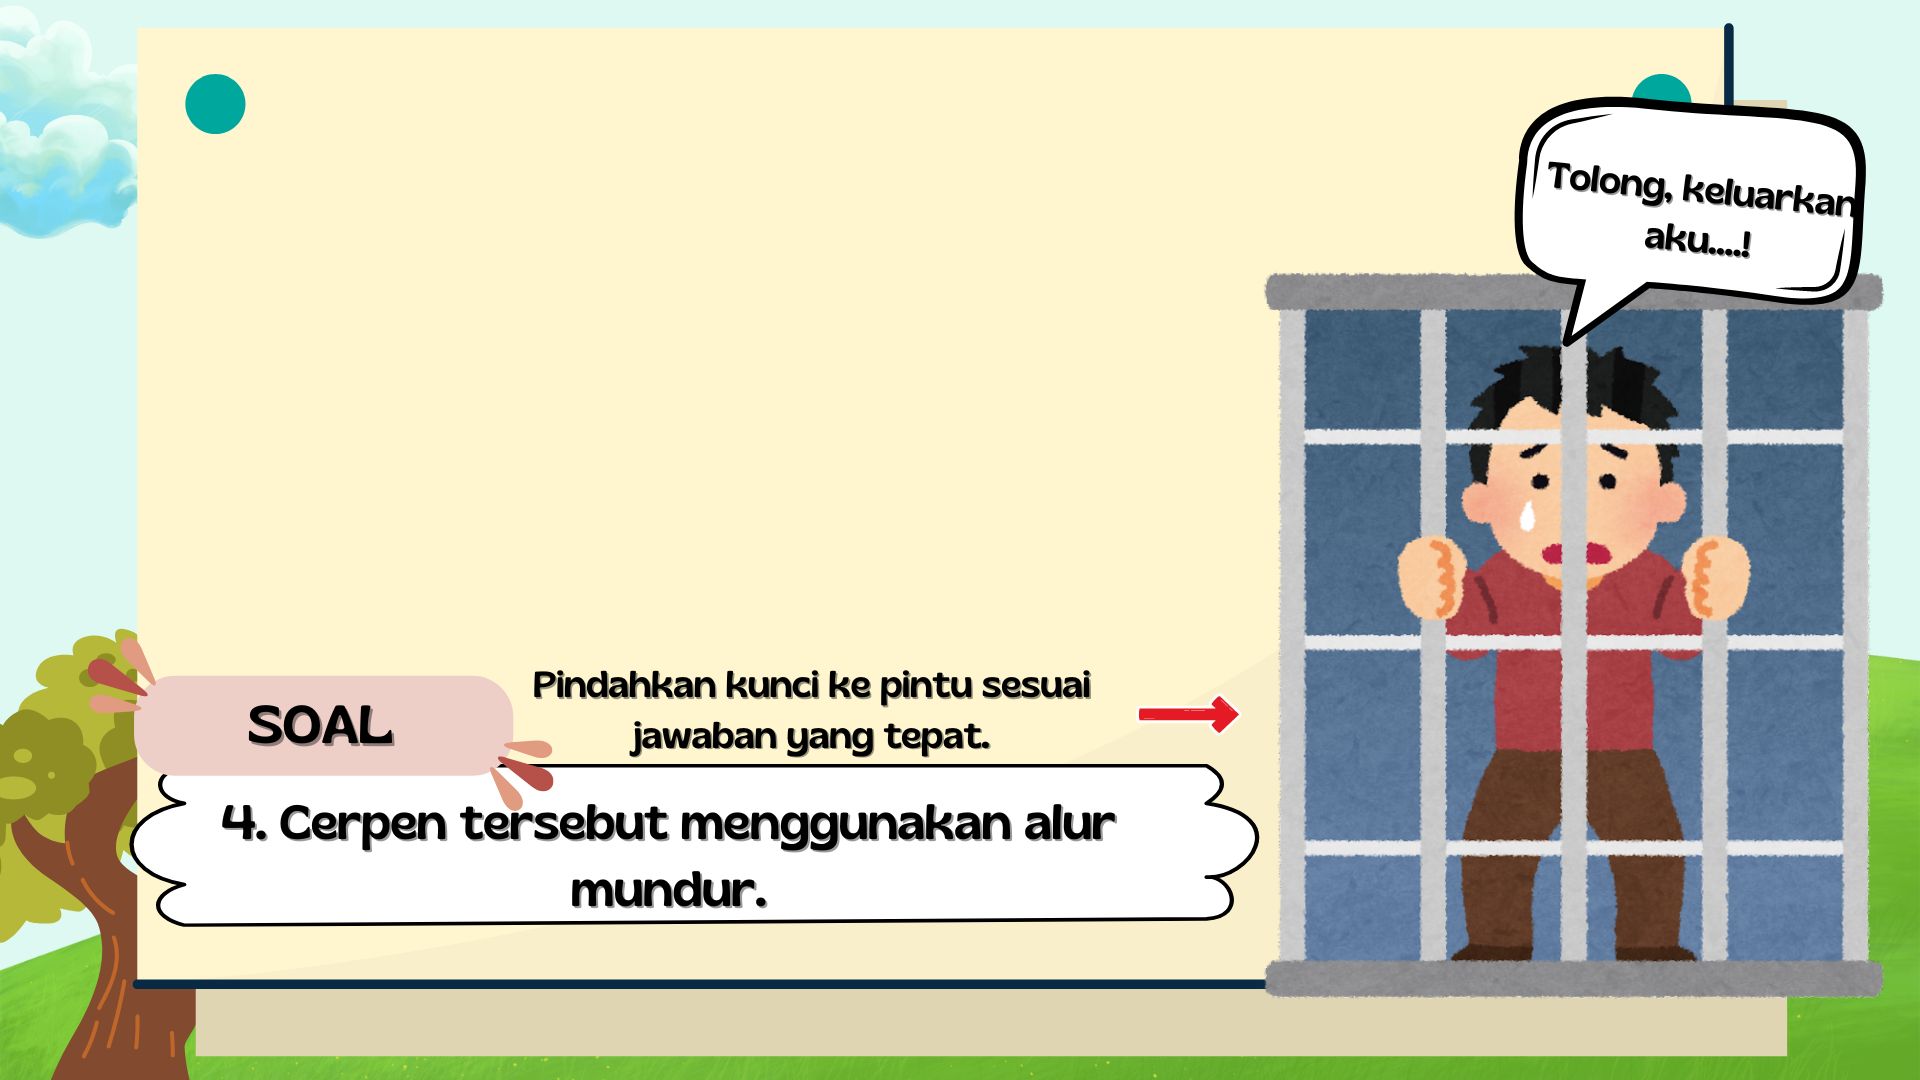 Tolong, keluarkan
aku....!
Pindahkan kunci ke pintu sesuai
jawaban yang tepat.
SOAL
4. Cerpen tersebut menggunakan alur
mundur.